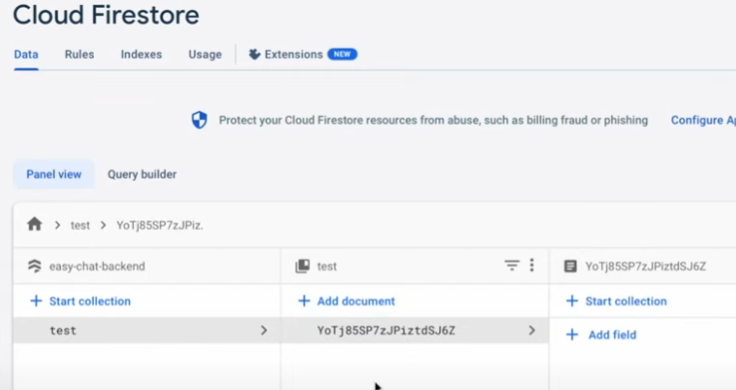 Cloud Firestore
Data Rules Indexes Usage Extensions NEW
Protect your Cloud Firestore resources from abuse, such as billing fraud or phishing Configure
Panel view Query builder
test YoTj85SP7zJPiz.
easy-chat-backend test YoTj85SP7zJPiztdSJ6Z
Start collection Add document Start collection
test YoTj85SP7zJPiztdSJ6Z Add field